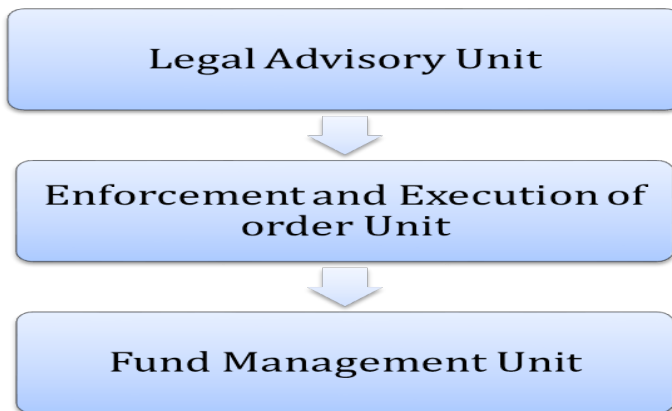 Legal Advisory Unit
Enforcement and Execution of
order Unit
Fund Management Unit